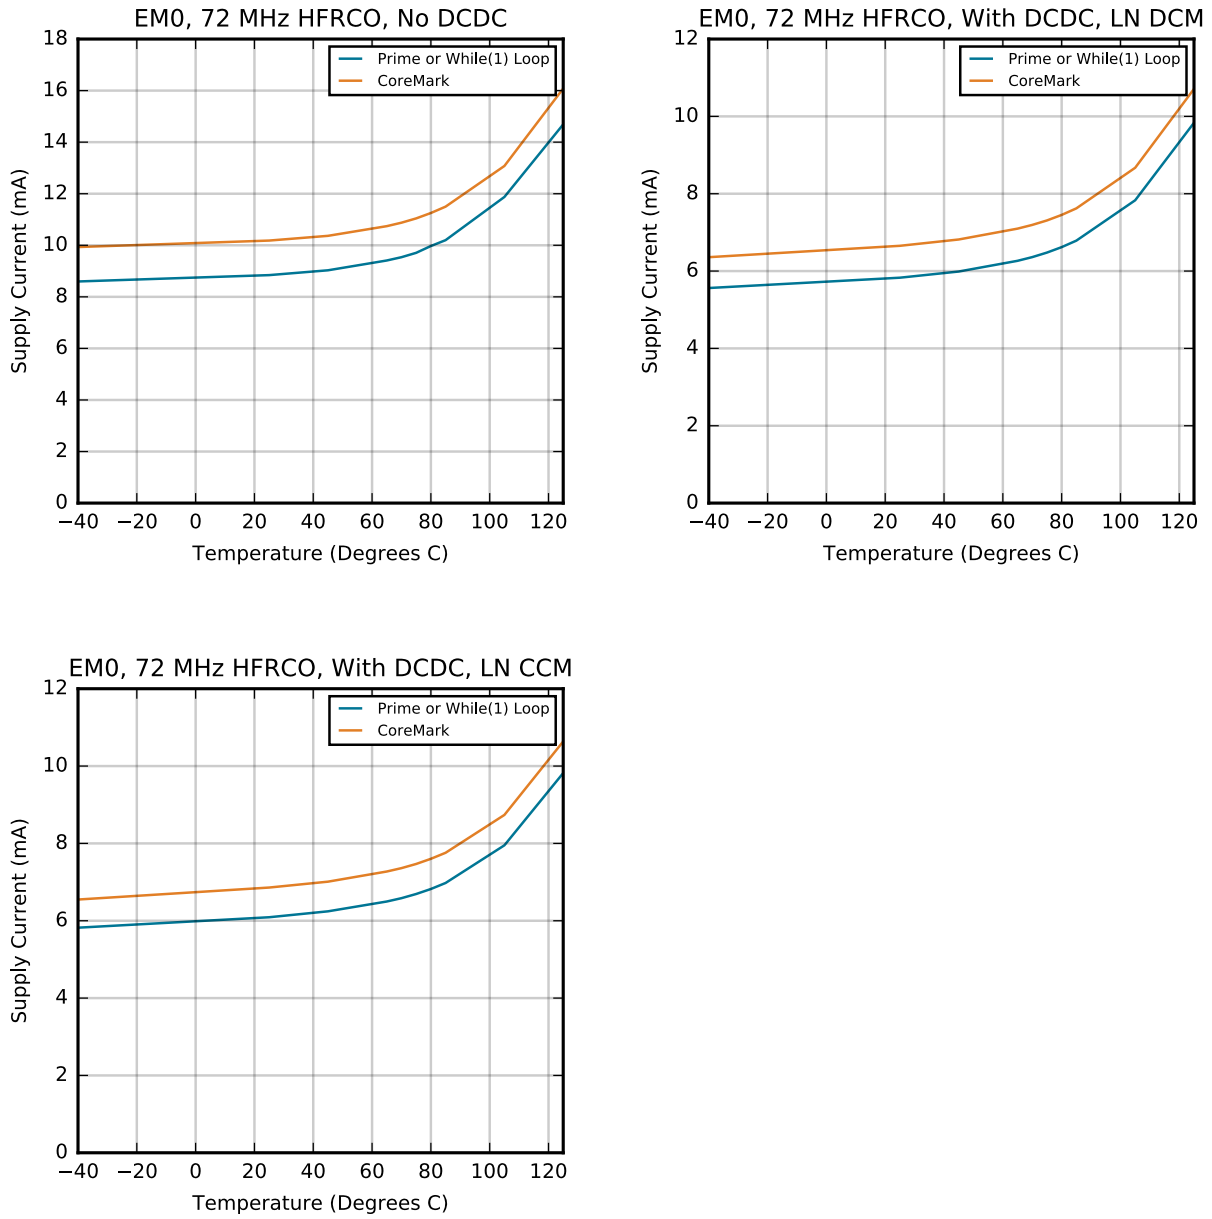 EM0, 72 MHz HFRCO, No DCDC
18
16
14
12
10
8
6
4
2
0
Supply Current (mA)
Prime or While(1) Loop
CoreMark
−40 −20 0 20 40 60 80 100 120
Temperature (Degrees C)
EM0, 72 MHz HFRCO, With DCDC, LN DCM
12
10
8
6
4
2
0
Supply Current (mA)
Prime or While(1) Loop
CoreMark
−40 −20 0 20 40 60 80 100 120
Temperature (Degrees C)
EM0, 72 MHz HFRCO, With DCDC, LN CCM
12
10
8
6
4
2
0
Supply Current (mA)
Prime or While(1) Loop
CoreMark
−40 −20 0 20 40 60 80 100 120
Temperature (Degrees C)